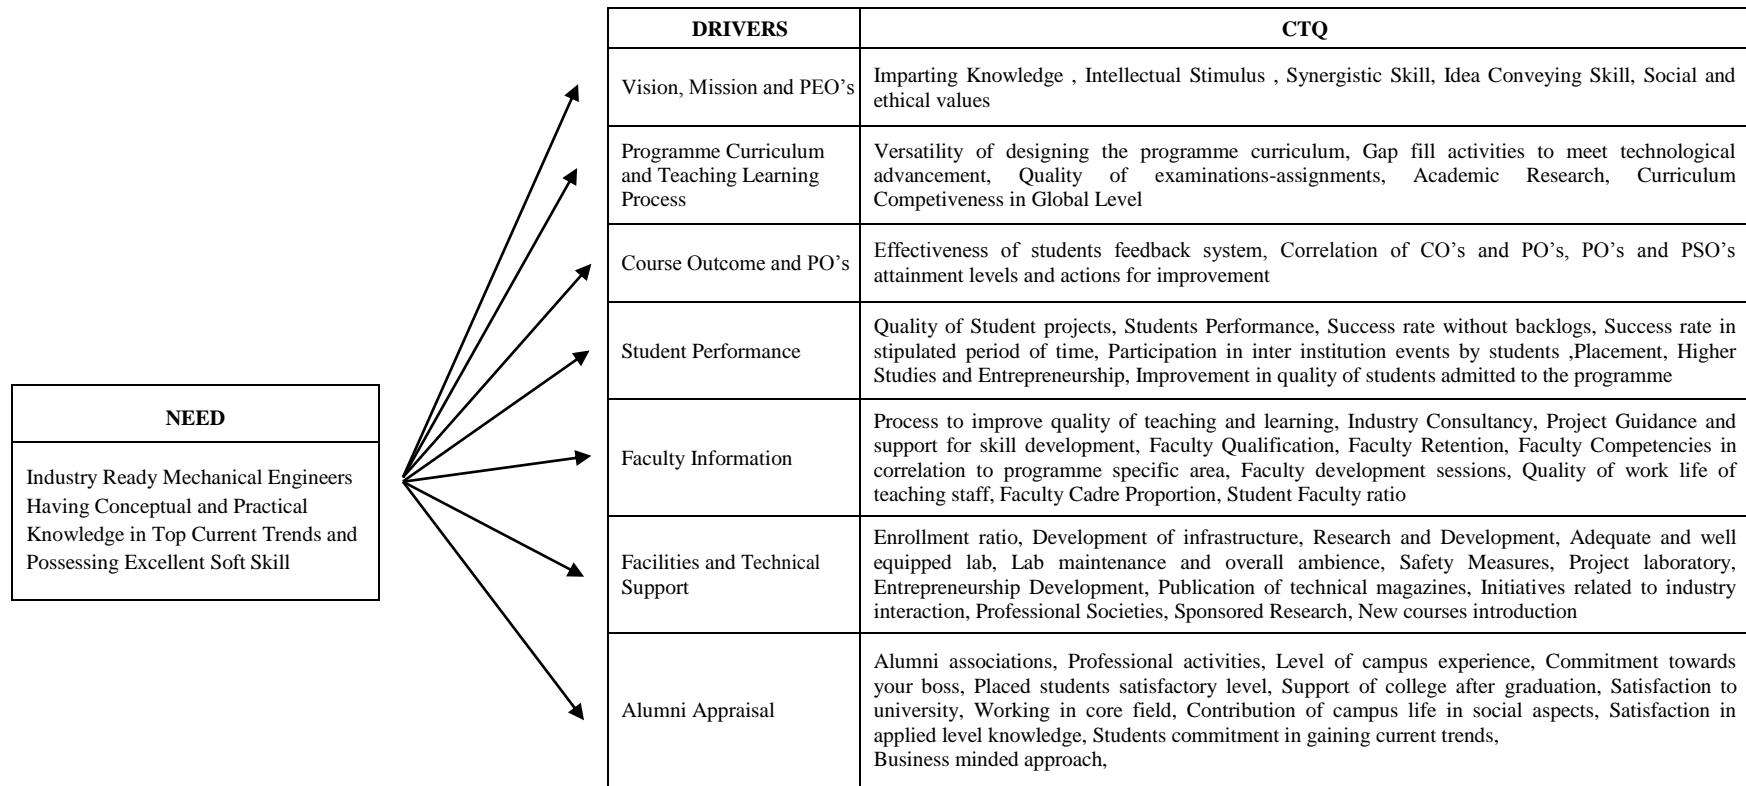 NEED
Industry Ready Mechanical Engineers
Having Conceptual and Practical
Knowledge in Top Current Trends and
Possessing Excellent Soft Skill
DRIVERS
CTQ
Vision, Mission and PEO’s
Imparting Knowledge , Intellectual Stimulus , Synergistic Skill, Idea Conveying Skill, Social and
ethical values
Programme Curriculum
and Teaching Learning
Process
Versatility of designing the programme curriculum, Gap fill activities to meet technological
advancement, Quality of examinations-assignments, Academic Research, Curriculum
Competiveness in Global Level
Course Outcome and PO’s
Effectiveness of students feedback system, Correlation of CO’s and PO’s, PO’s and PSO’s
attainment levels and actions for improvement
Student Performance
Quality of Student projects, Students Performance, Success rate without backlogs, Success rate in
stipulated period of time, Participation in inter institution events by students ,Placement, Higher
Studies and Entrepreneurship, Improvement in quality of students admitted to the programme
Faculty Information
Process to improve quality of teaching and learning, Industry Consultancy, Project Guidance and
support for skill development, Faculty Qualification, Faculty Retention, Faculty Competencies in
correlation to programme specific area, Faculty development sessions, Quality of work life of
teaching staff, Faculty Cadre Proportion, Student Faculty ratio
Facilities and Technical
Support
Enrollment ratio, Development of infrastructure, Research and Development, Adequate and well
equipped lab, Lab maintenance and overall ambience, Safety Measures, Project laboratory,
Entrepreneurship Development, Publication of technical magazines, Initiatives related to industry
interaction, Professional Societies, Sponsored Research, New courses introduction
Alumni Appraisal
Alumni associations, Professional activities, Level of campus experience, Commitment towards
your boss, Placed students satisfactory level, Support of college after graduation, Satisfaction to
university, Working in core field, Contribution of campus life in social aspects, Satisfaction in
applied level knowledge, Students commitment in gaining current trends,
Business minded approach,